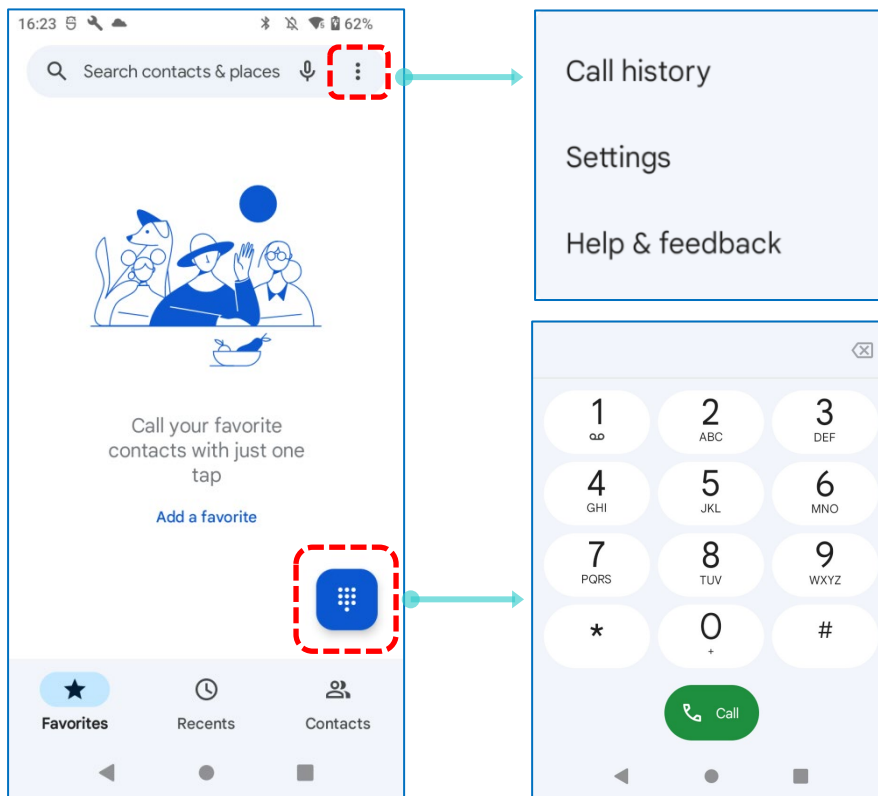 16:23 62%
Search contacts & places
Call your favorite
contacts with just one
tap
Add a favorite
Favorites Recents Contacts
Call history
Settings
Help & feedback
1 2 3
ABC DEF
4 5 6
GHI JKL MNO
7 8 9
PQRS TUV WXYZ
* 0 #
+
Call